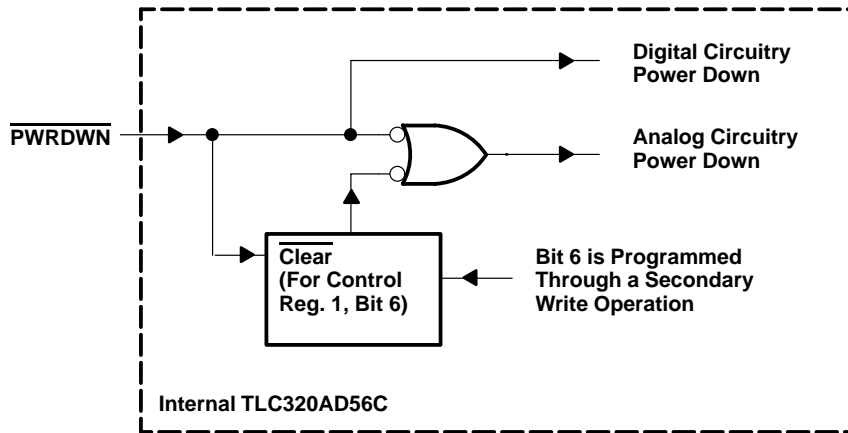 Digital Circuitry
Power Down
PWRDWN
Analog Circuitry
Power Down
Clear
(For Control
Reg. 1, Bit 6)
Bit 6 is Programmed
Through a Secondary
Write Operation
Internal TLC320AD56C